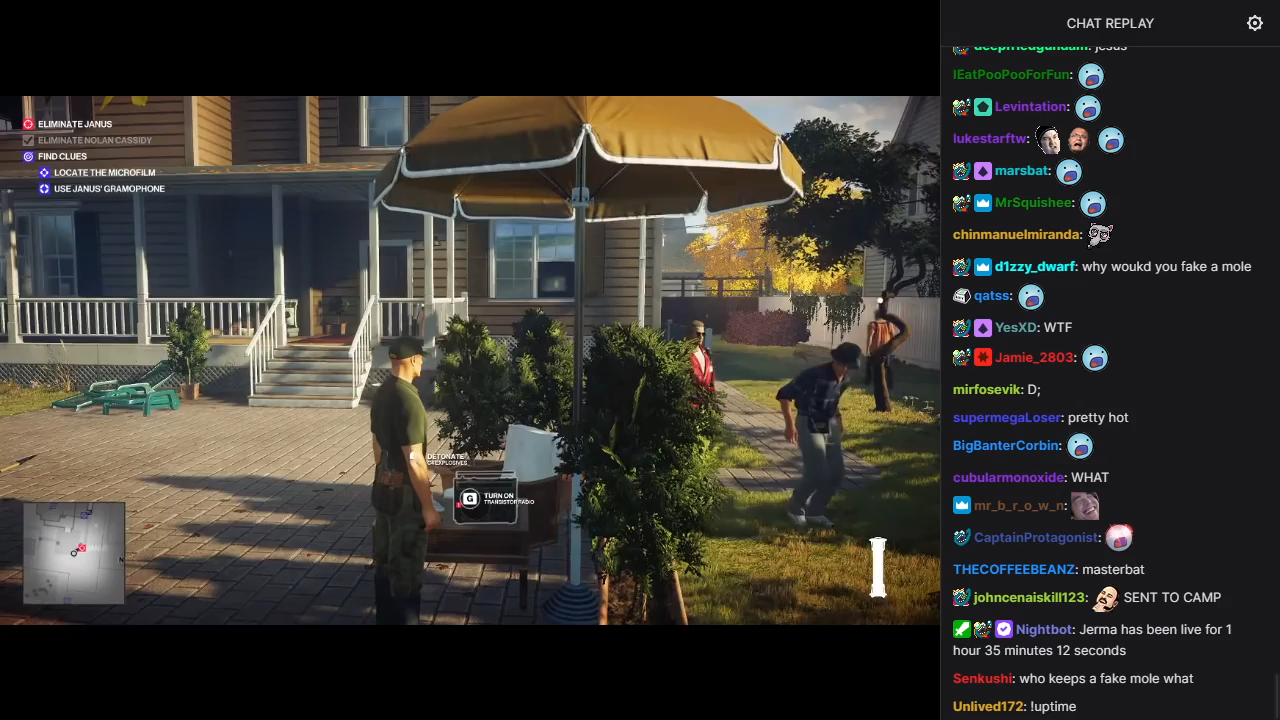 ELIMINATE JANUS
ELIMINATE NOLAN CASSIDY
FIND CLUES
LOCATE THE MICROFILM
USE JANUS' GRAMOPHONE
DETONATE
EXPLOSIVES
G TURN ON
TRANSISTOR RADIO
N
CHAT REPLAY
deepfriedgundam: jesus
IEatPooPooForFun:
Levintation:
lukestarftw:
marsbat:
MrSquishee:
chinmanuelmiranda:
d1zzy_dwarf: why woukd you fake a mole
qatss:
YesXD: WTF
Jamie_2803:
mirfosevik: D;
supermegaLoser: pretty hot
BigBanterCorbin:
cubularmonoxide: WHAT
mr_b_r_o_w_n:
CaptainProtagonist:
THECOFFEEBEANZ: masterbat
johncenaiskill123: SENT TO CAMP
Nightbot: Jerma has been live for 1
hour 35 minutes 12 seconds
Senkushi: who keeps a fake mole what
Unlived172: !uptime